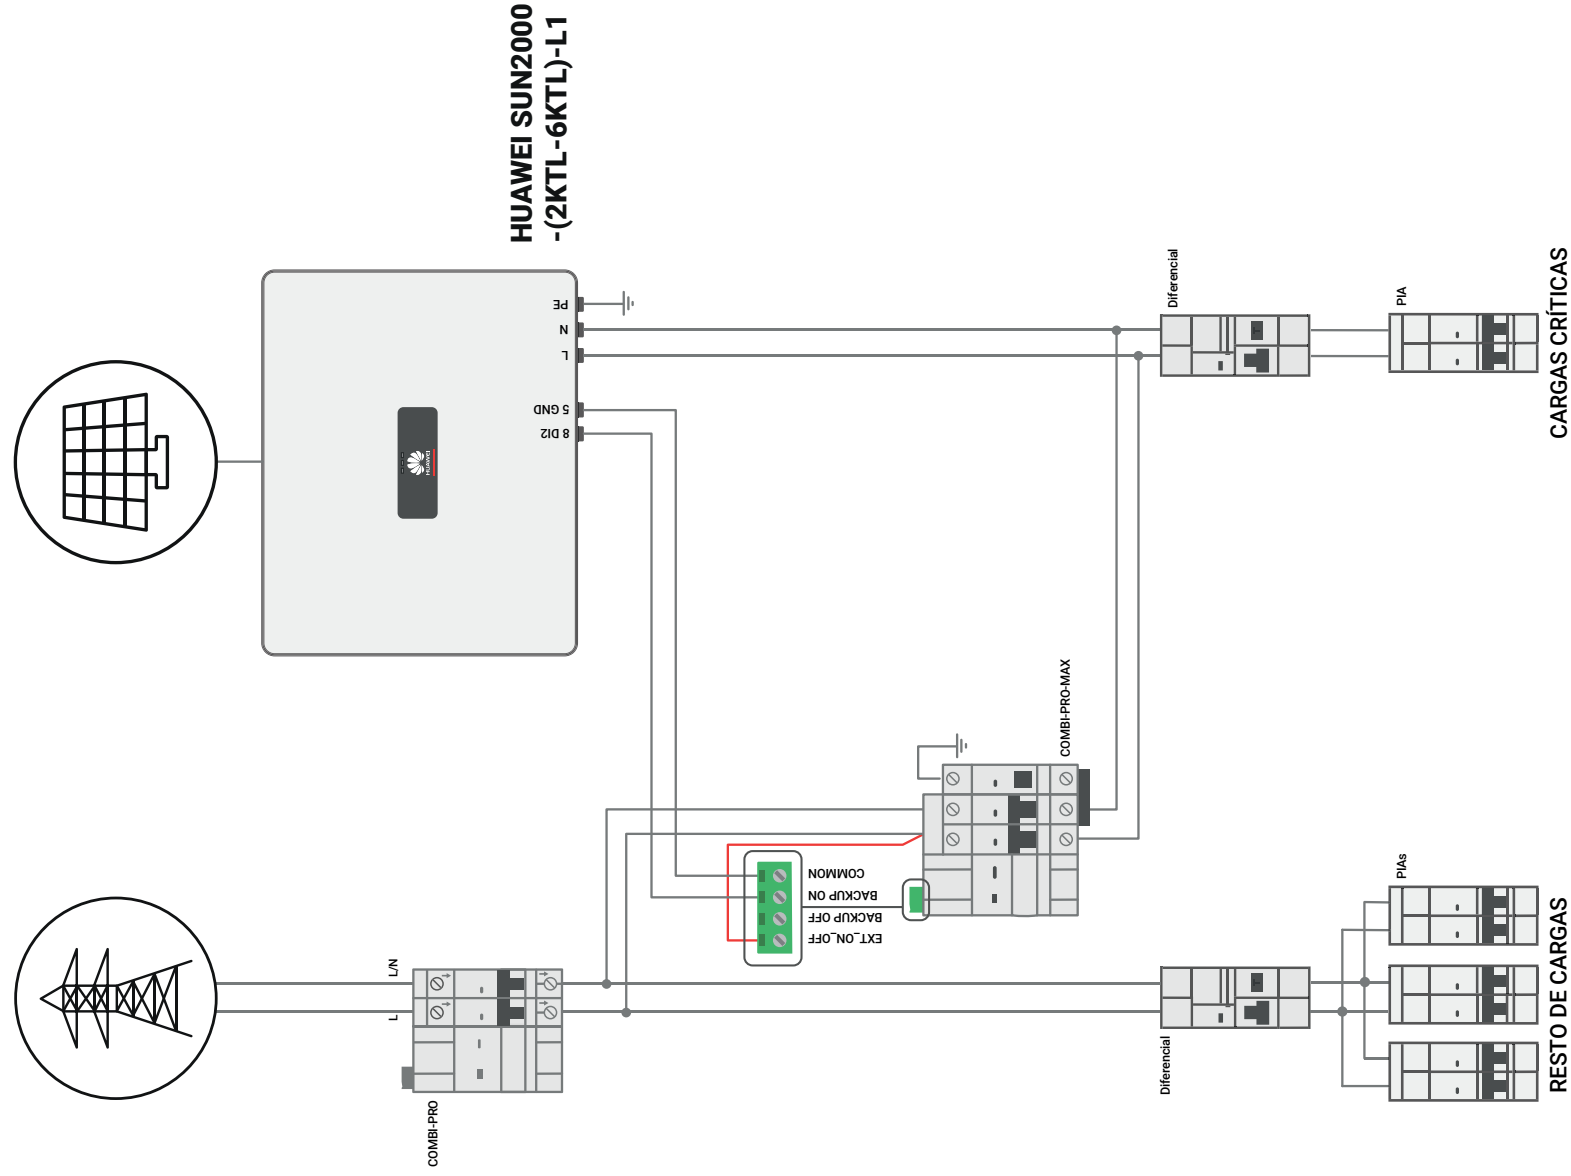 HUAWEI SUN2000
-(2KTL-6KTL)-L1
PE
N
L
5 GND
8 DI2
HUAWEI
Diferencial
PIA
CARGAS CRÍTICAS
COMBI-PRO-MAX
COMMON
BACKUP ON
BACKUP OFF
EXT_ON_OFF
L/N
L
COMBI-PRO
Diferencial
PIAs
RESTO DE CARGAS